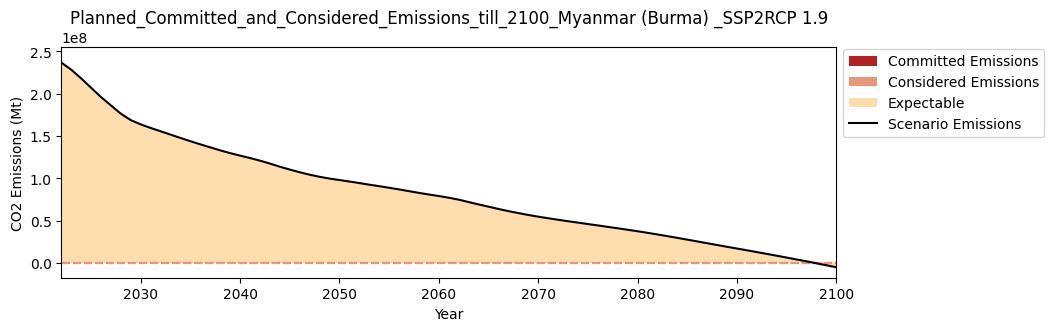 Planned_Committed_and_Considered_Emissions_till_2100_Myanmar (Burma) _SSP2RCP 1.9
1e8
2.5
2.0
1.5
1.0
0.5
0.0
CO2 Emissions (Mt)
2030 2040 2050 2060 2070 2080 2090 2100
Year
Committed Emissions
Considered Emissions
Expectable
Scenario Emissions